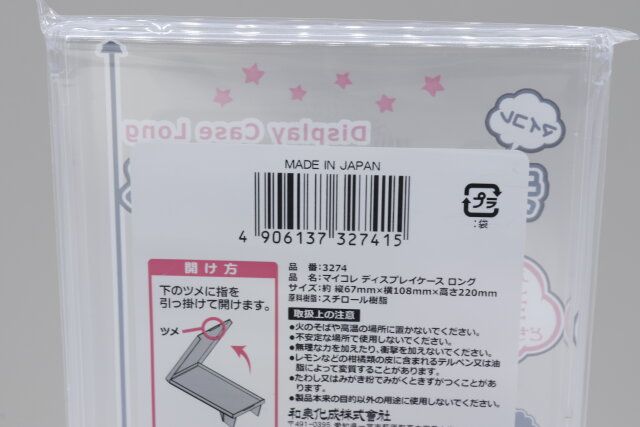 Display Case Long
マイコレ
MADE IN JAPAN
4 906137 327415
プラ
:袋
開け方
下のツメに指を
引っ掛けて開けます。
ツメ
品 番:3274
品 名:マイコレ ディスプレイケース ロング
サイズ:約 縦67mm×横108mm×高さ220mm
原料樹脂:スチロール樹脂
取扱上の注意
●火のそばや高温の場所に置かないでください。
●不安定な場所で使用しないでください。
●無理な力を加えたり、衝撃を加えないでください。
●レモンなどの柑橘類の皮に含まれるテルペン又は油
脂によって変質することがあります。
●たわし又はみがき粉でみがくときずがつくことがあ
ります。
●製品本来の目的以外の用途に使用しないでください。
和泉化成株式会社